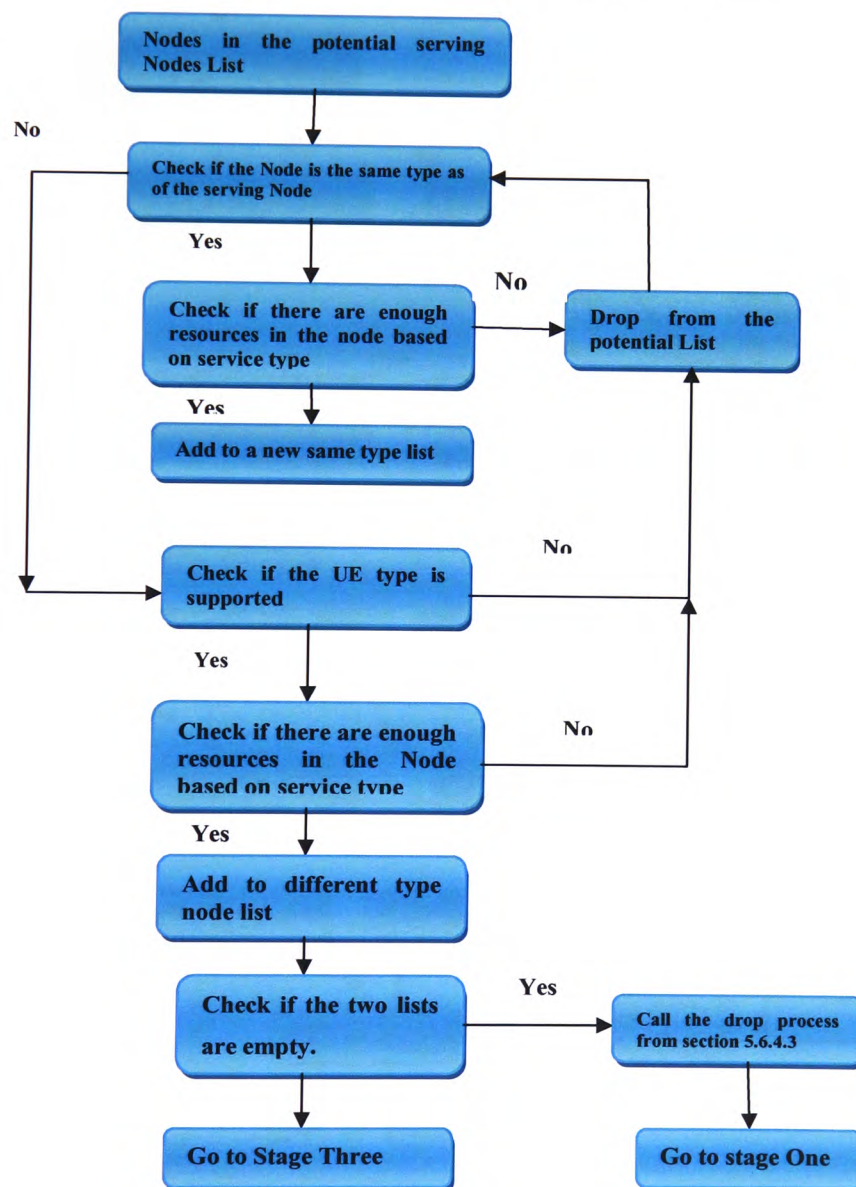 Nodes in the potential serving
Nodes List
No
Check if the Node is the same type as
of the serving Node
Yes
No
Check if there are enough
resources in the node based
on service type
Drop from the
potential List
Yes
Add to a new same type list
No
Check if the UE type is
supported
Yes
Check if there are enough
resources in the Node
based on service type
No
Yes
Add to different type
node list
Yes
Check if the two lists
are empty.
Call the drop process
from section 5.6.4.3
Go to Stage Three
Go to stage One